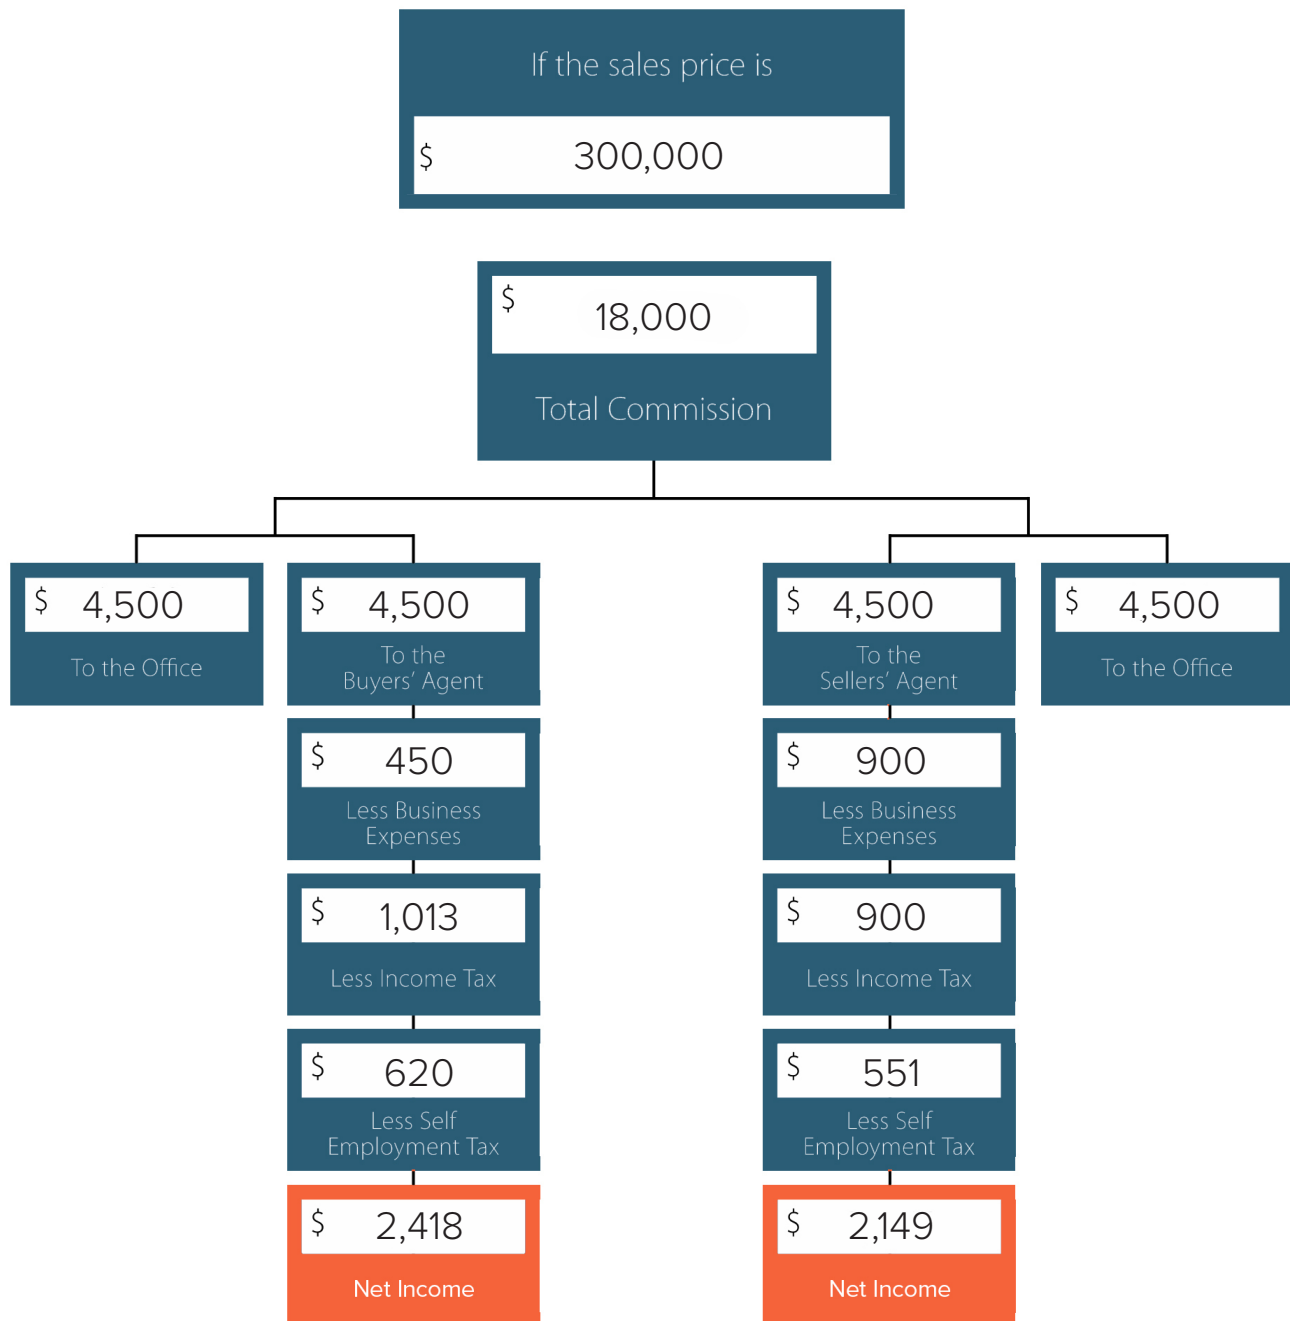 If the sales price is
$ 300,000
$ 18,000
Total Commission
$ 4,500
To the Office
$ 4,500
To the
Buyers’ Agent
$ 450
Less Business
Expenses
$ 1,013
Less Income Tax
$ 620
Less Self
Employment Tax
$ 2,418
Net Income
$ 4,500
To the
Sellers’ Agent
$ 900
Less Business
Expenses
$ 900
Less Income Tax
$ 551
Less Self
Employment Tax
$ 2,149
Net Income
$ 4,500
To the Office